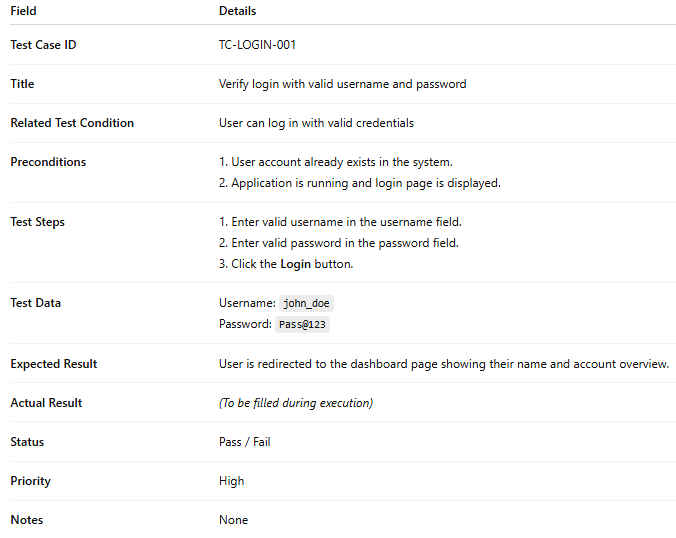 Field Details
Test Case ID TC-LOGIN-001
Title Verify login with valid username and password
Related Test Condition User can log in with valid credentials
Preconditions 1. User account already exists in the system.
2. Application is running and login page is displayed.
Test Steps 1. Enter valid username in the username field.
2. Enter valid password in the password field.
3. Click the Login button.
Test Data Username: john_doe
Password: Pass@123
Expected Result User is redirected to the dashboard page showing their name and account overview.
Actual Result (To be filled during execution)
Status Pass / Fail
Priority High
Notes None